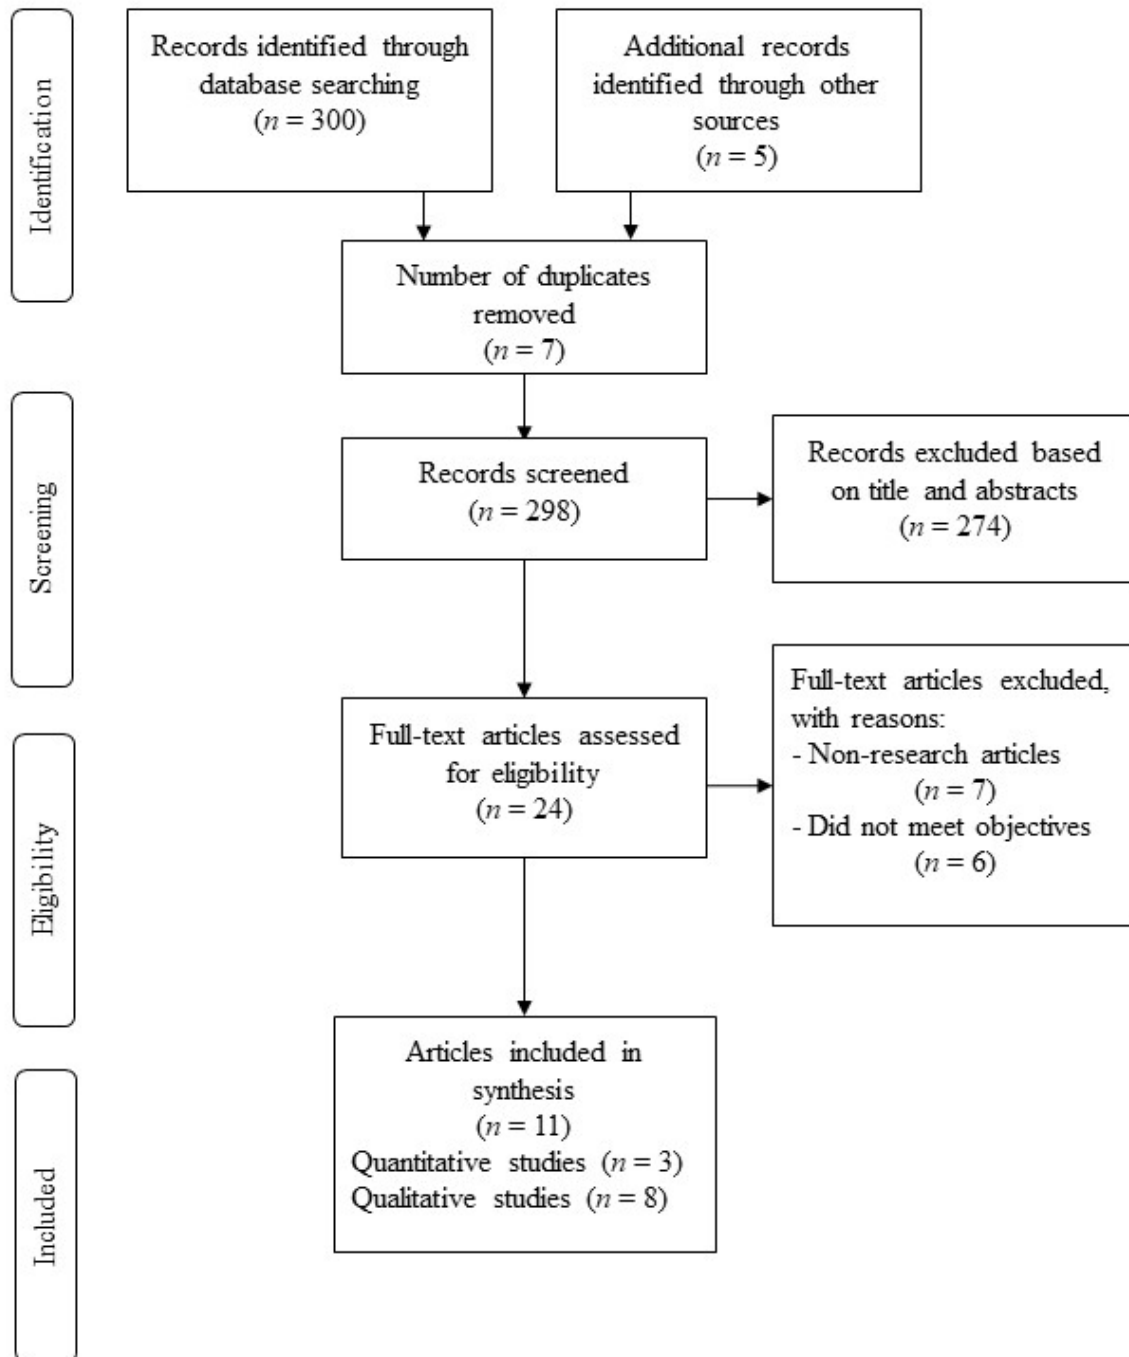 Identification
Records identified through
database searching
(n = 300)
Additional records
identified through other
sources
(n = 5)
Number of duplicates
removed
(n = 7)
Screening
Records screened
(n = 298)
Records excluded based
on title and abstracts
(n = 274)
Eligibility
Full-text articles assessed
for eligibility
(n = 24)
Full-text articles excluded,
with reasons:
- Non-research articles
(n = 7)
- Did not meet objectives
(n = 6)
Included
Articles included in
synthesis
(n = 11)
Quantitative studies (n = 3)
Qualitative studies (n = 8)